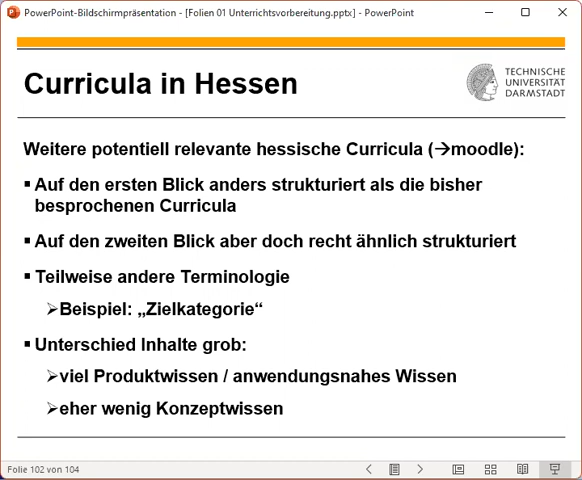 PowerPoint-Bildschirmpräsentation - [Folien 01 Unterrichtsvorbereitung.pptx] - PowerPoint
Curricula in Hessen
TECHNISCHE
UNIVERSITÄT
DARMSTADT
Weitere potentiell relevante hessische Curricula (→moodle):
▪ Auf den ersten Blick anders strukturiert als die bisher
besprochenen Curricula
▪ Auf den zweiten Blick aber doch recht ähnlich strukturiert
▪ Teilweise andere Terminologie
➢Beispiel: „Zielkategorie“
▪ Unterschied Inhalte grob:
➢viel Produktwissen / anwendungsnahes Wissen
➢eher wenig Konzeptwissen
Folie 102 von 104